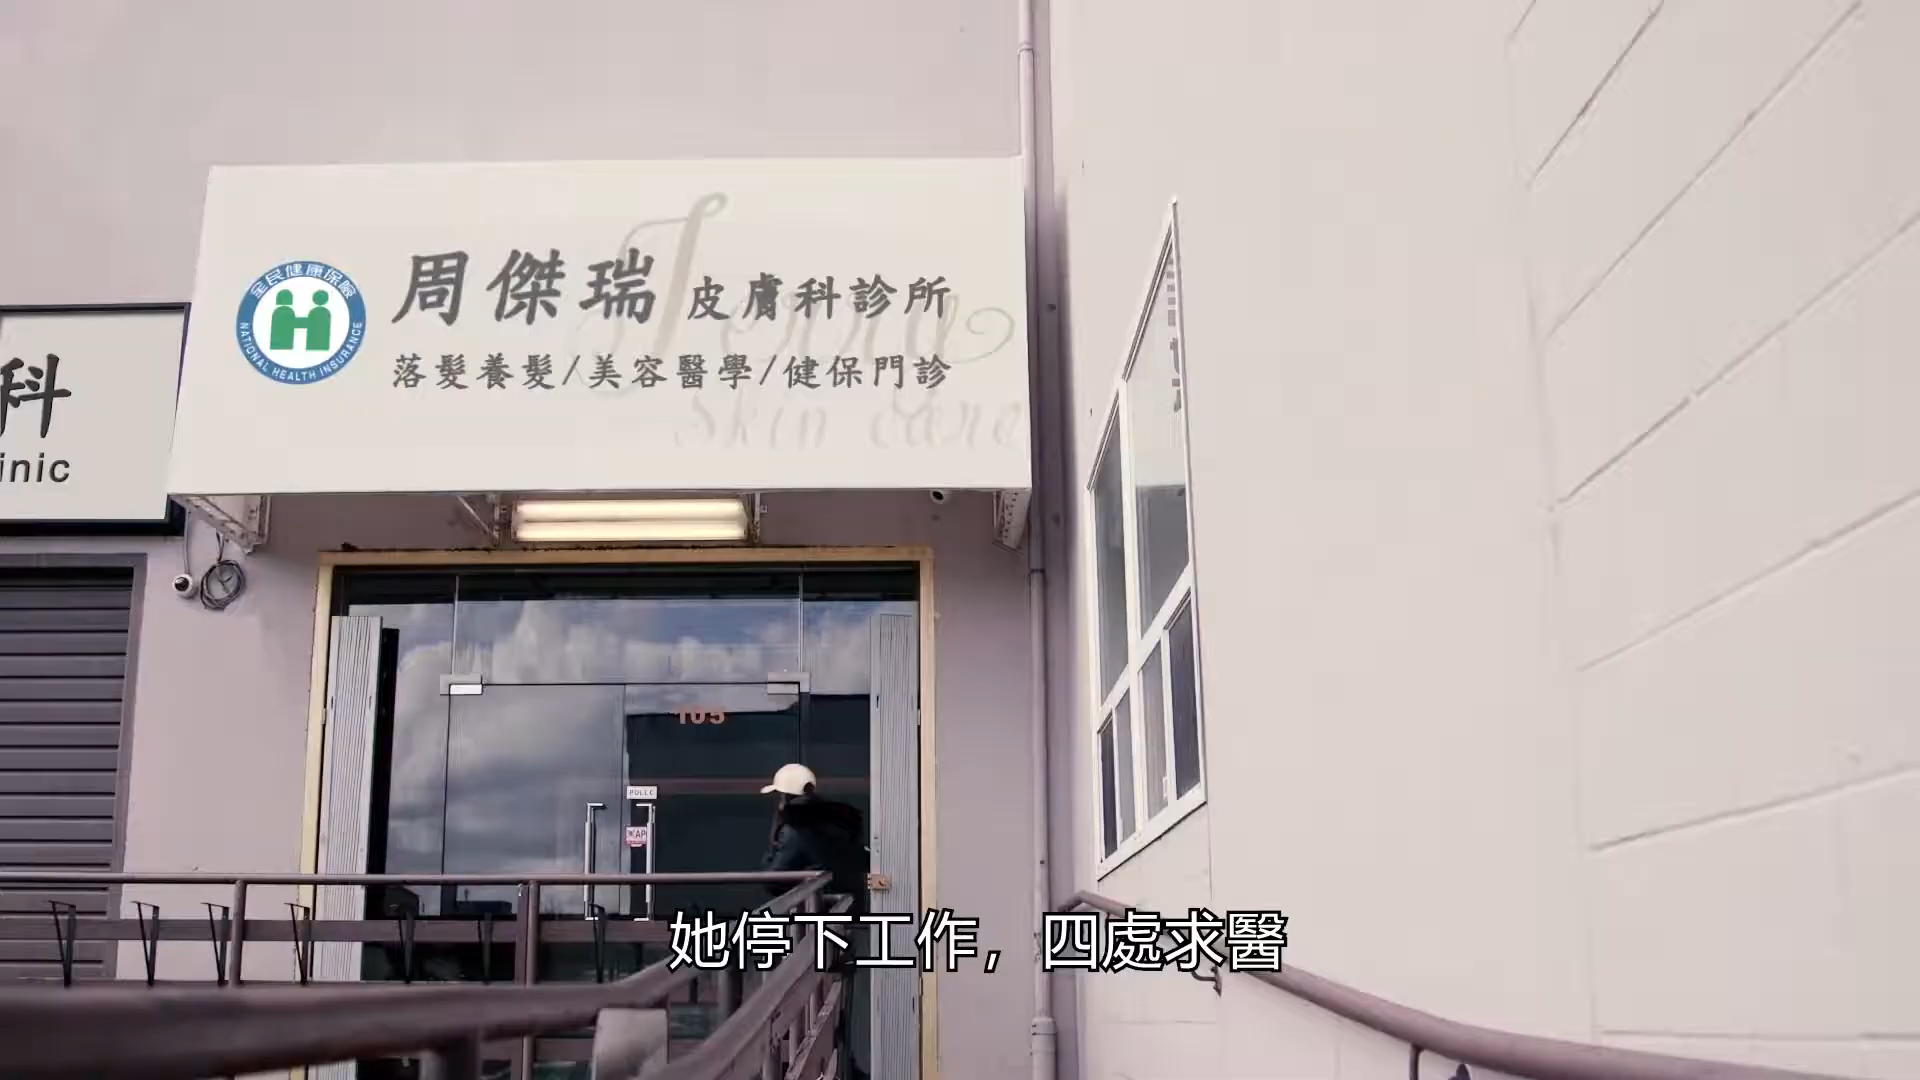 全民健康保險
NATIONAL HEALTH INSURANCE
周傑瑞 皮膚科診所
落髮養髮/美容醫學/健保門診
Skin care
科
inic
105
她停下工作，四處求醫